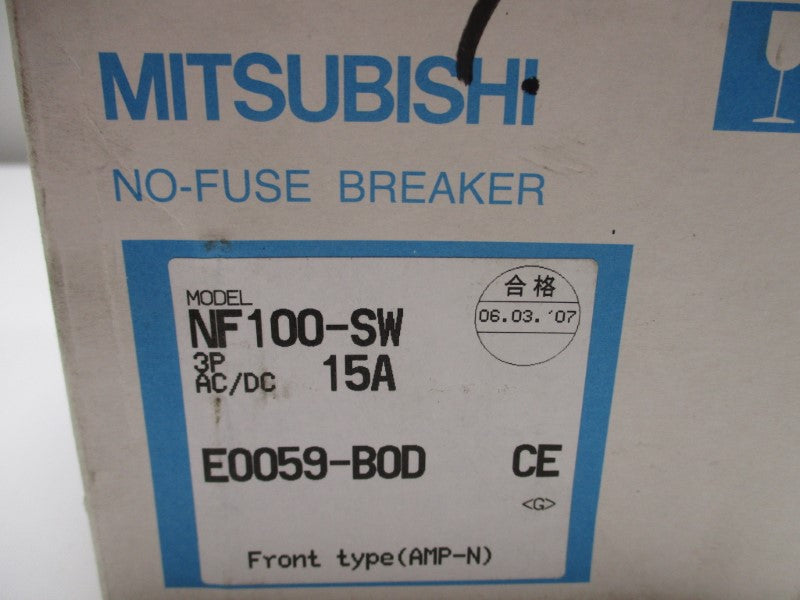 MITSUBISHI
NO-FUSE BREAKER
MODEL
NF100-SW
3P
AC/DC 15A
合格
06.03.'07
E0059-B0D CE
<G>
Front type(AMP-N)